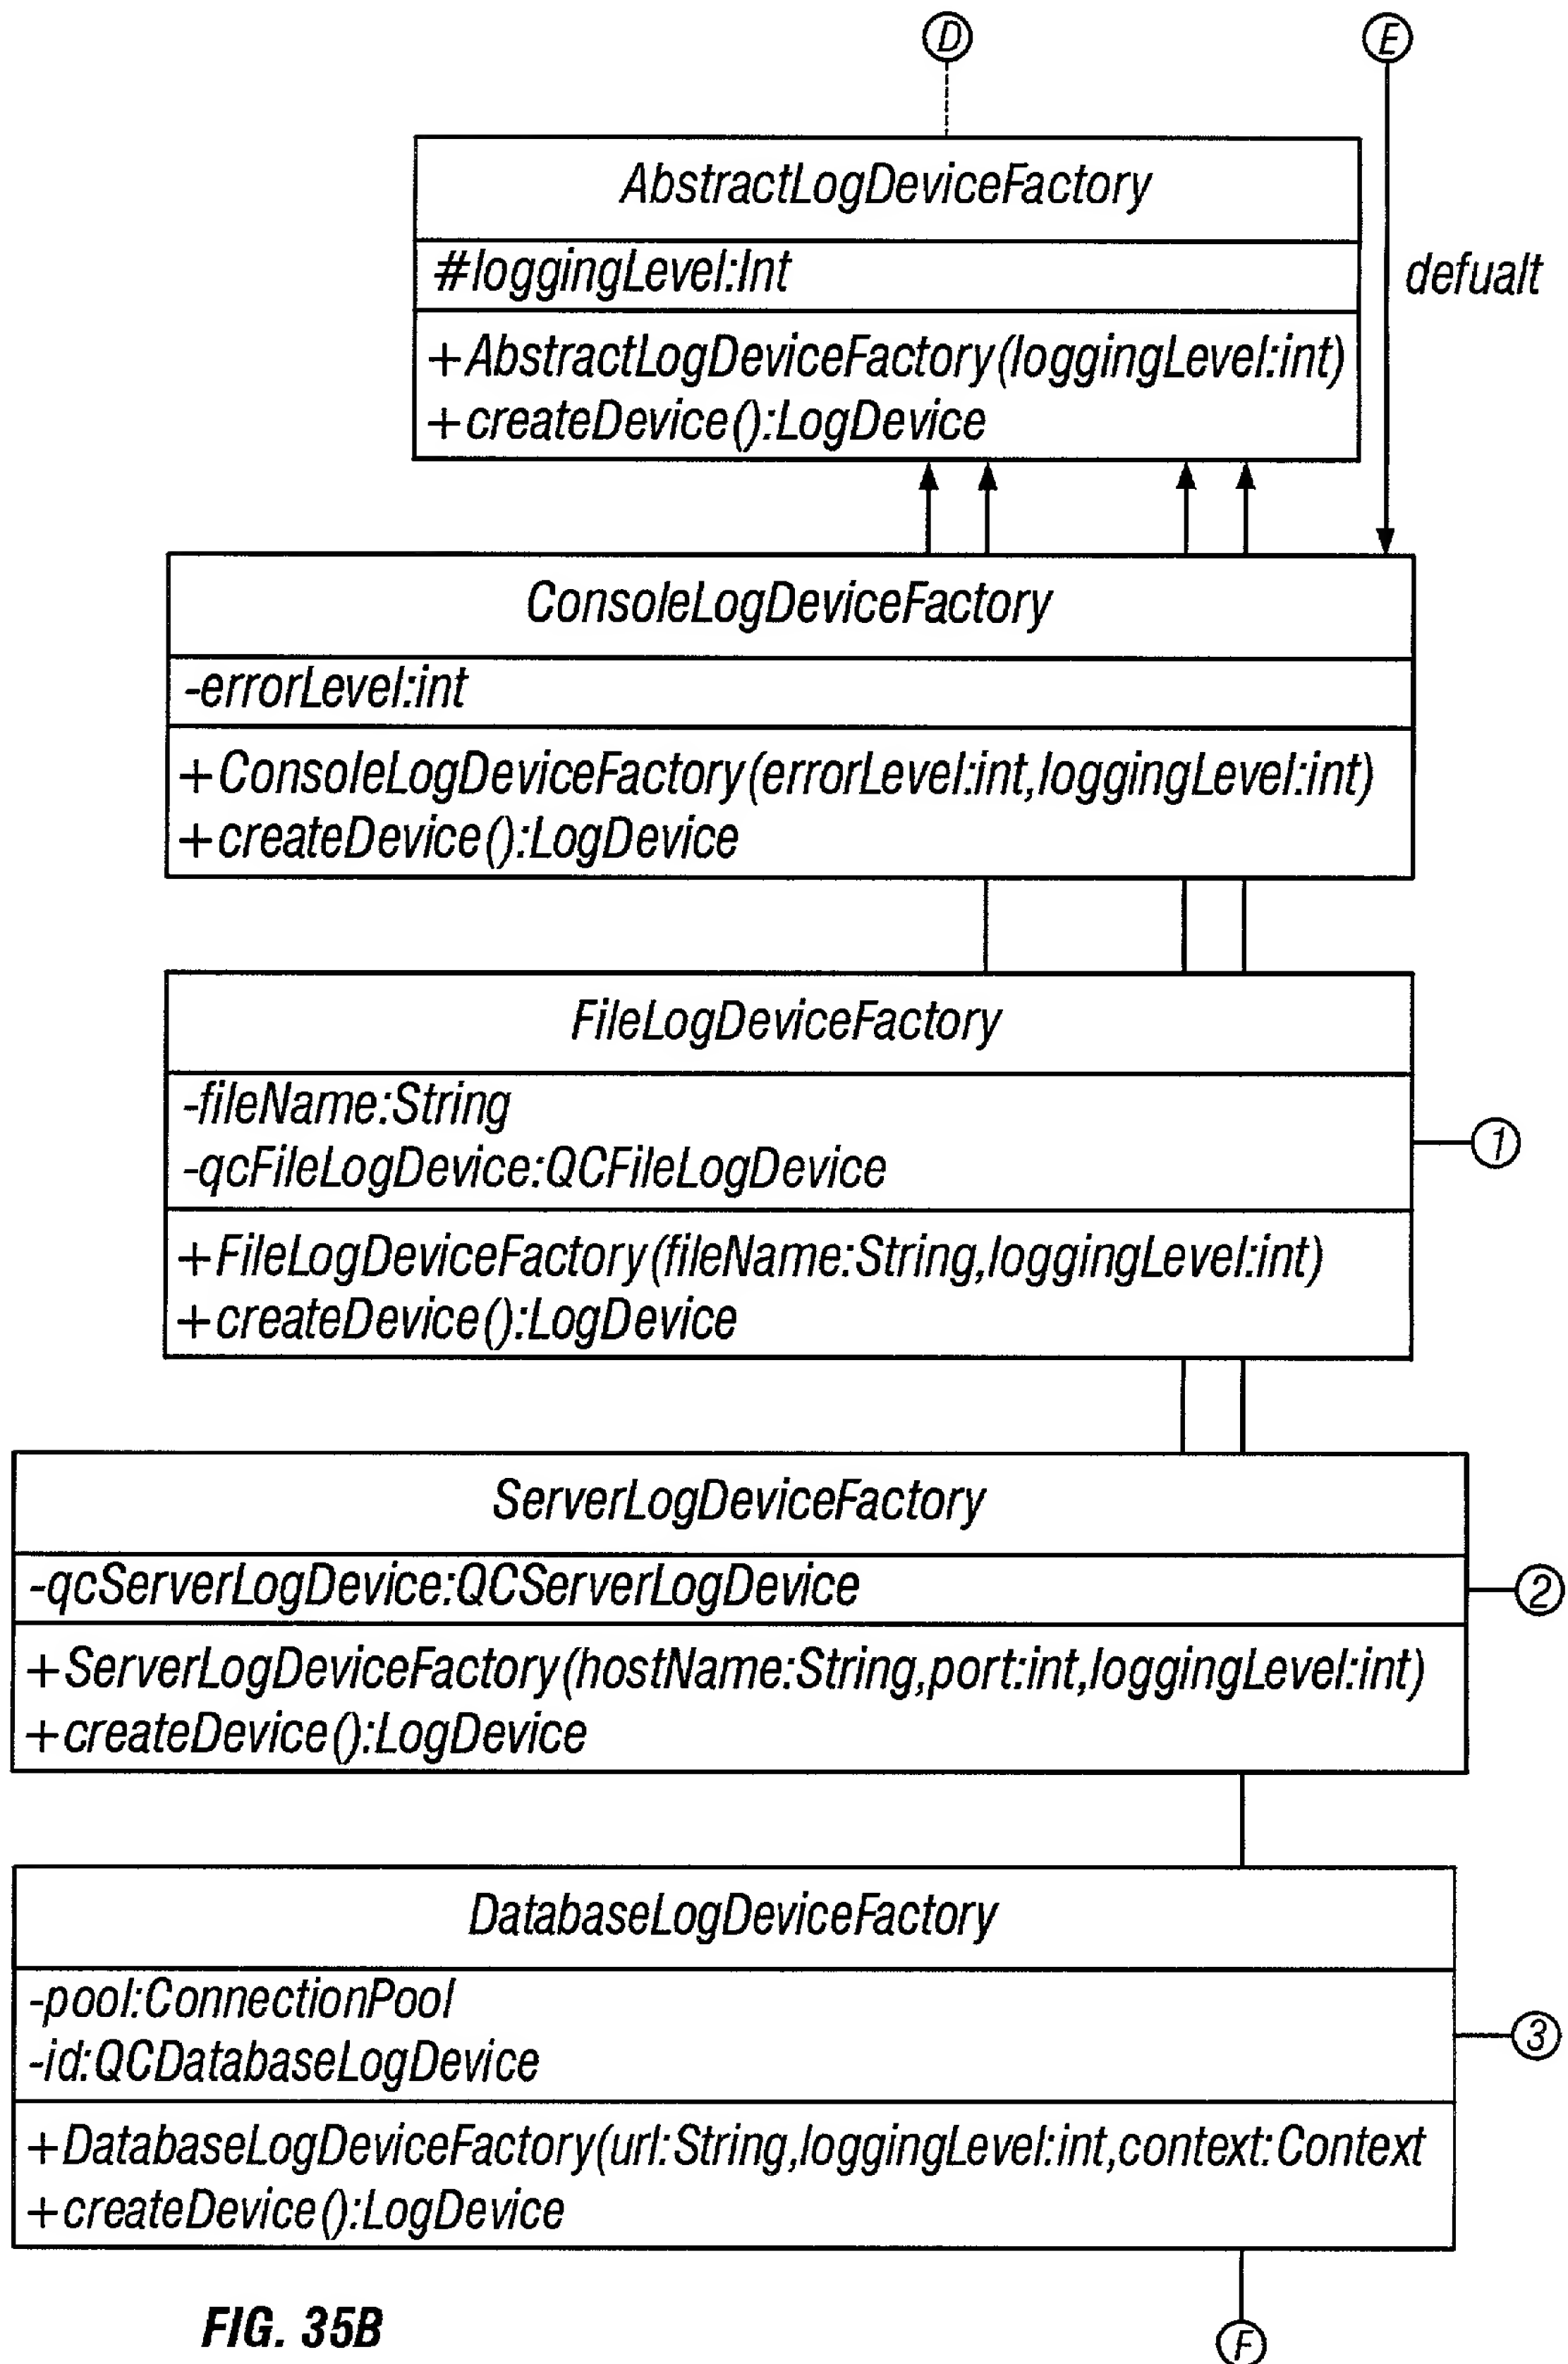 D
E
AbstractLogDeviceFactory
#loggingLevel:Int
defualt
+AbstractLogDeviceFactory(loggingLevel:int)
+createDevice():LogDevice
ConsoleLogDeviceFactory
-errorLevel:int
+ConsoleLogDeviceFactory(errorLevel:int,loggingLevel:int)
+createDevice():LogDevice
FileLogDeviceFactory
-fileName:String
-qcFileLogDevice:QCFileLogDevice
1
+FileLogDeviceFactory(fileName:String,loggingLevel:int)
+createDevice():LogDevice
ServerLogDeviceFactory
-qcServerLogDevice:QCServerLogDevice
2
+ServerLogDeviceFactory(hostName:String,port:int,loggingLevel:int)
+createDevice():LogDevice
DatabaseLogDeviceFactory
-pool:ConnectionPool
-id:QCDatabaseLogDevice
3
+DatabaseLogDeviceFactory(url:String,loggingLevel:int,context:Context
+createDevice():LogDevice
FIG. 35B
F